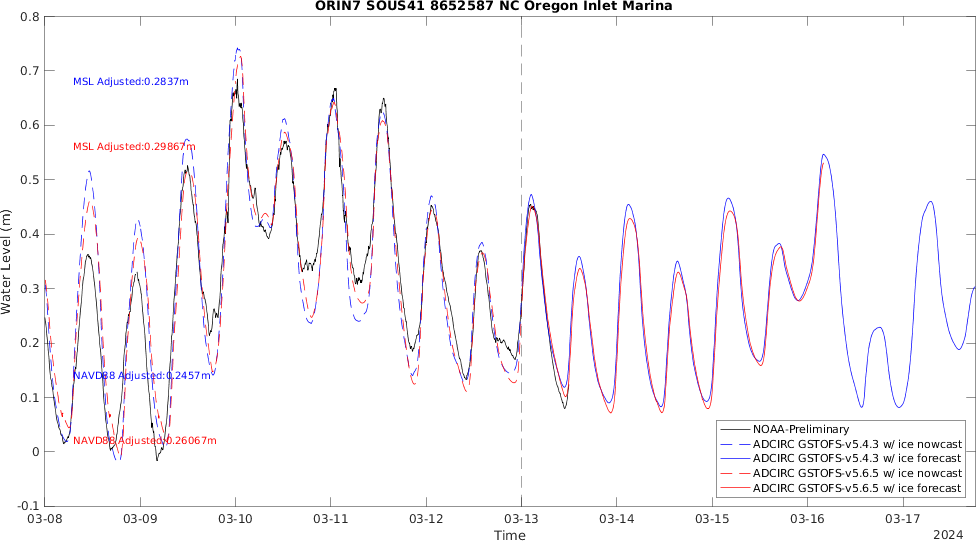 ORIN7 SOUS41 8652587 NC Oregon Inlet Marina
0.8
0.7
0.6
0.5
0.4
0.3
0.2
0.1
0
-0.1
Water Level (m)
MSL Adjusted:0.2837m
MSL Adjusted:0.29867m
NAVD88 Adjusted:0.2457m
NAVD88 Adjusted:0.26067m
NOAA-Preliminary
ADCIRC GSTOFS-v5.4.3 w/ ice nowcast
ADCIRC GSTOFS-v5.4.3 w/ ice forecast
ADCIRC GSTOFS-v5.6.5 w/ ice nowcast
ADCIRC GSTOFS-v5.6.5 w/ ice forecast
03-08 03-09 03-10 03-11 03-12 03-13 03-14 03-15 03-16 03-17
Time
2024